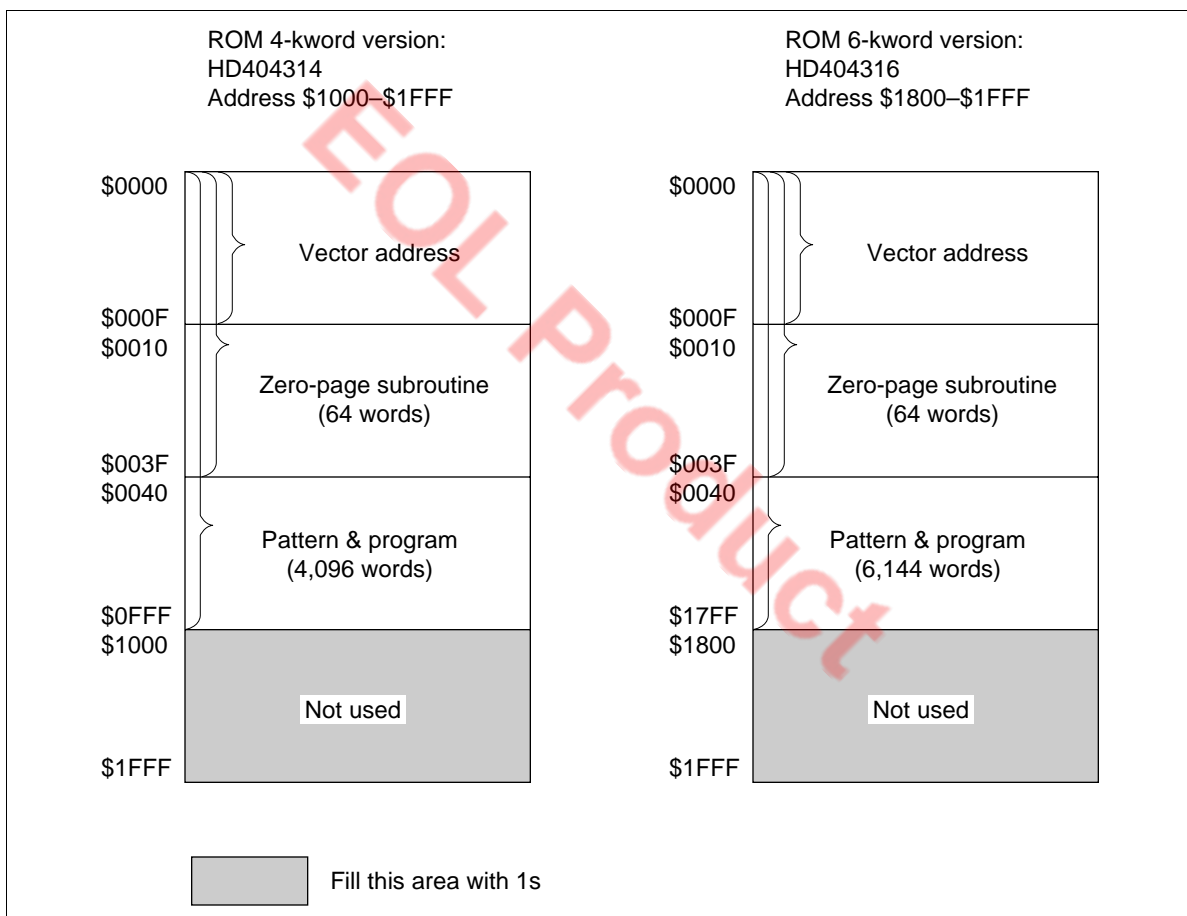 ROM 4-kword version:
HD404314
Address $1000–$1FFF
$0000
Vector address
$000F
$0010
Zero-page subroutine
(64 words)
$003F
$0040
Pattern & program
(4,096 words)
$0FFF
$1000
Not used
$1FFF
ROM 6-kword version:
HD404316
Address $1800–$1FFF
$0000
Vector address
$000F
$0010
Zero-page subroutine
(64 words)
$003F
$0040
Pattern & program
(6,144 words)
$17FF
$1800
Not used
$1FFF
Fill this area with 1s
EOL Product